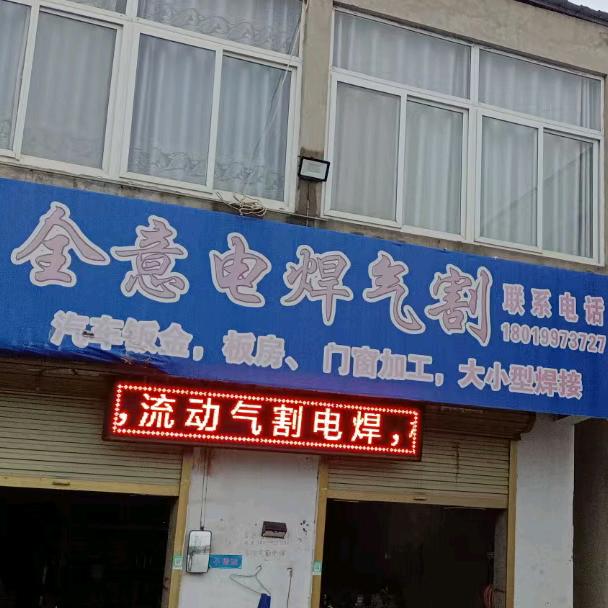 全意电焊气割
联系电话
18019973727
汽车钣金，板房、门窗加工，大小型焊接
，流动气割电焊，